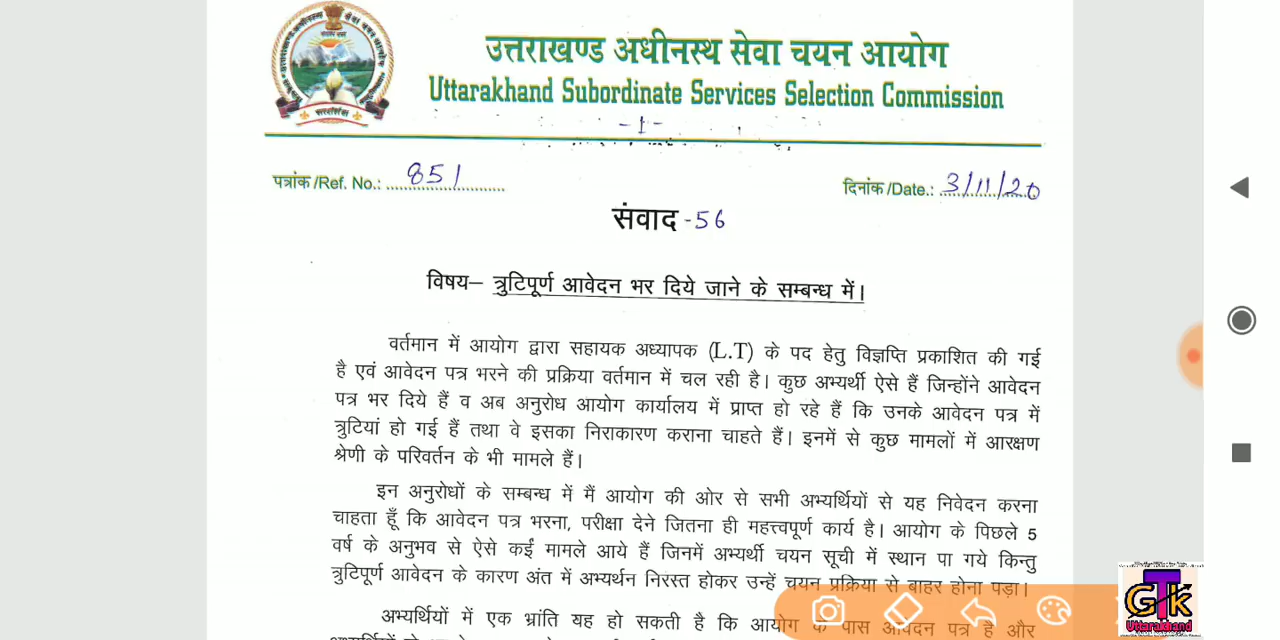 उत्तराखण्ड अधीनस्थ सेवा चयन आयोग
Uttarakhand Subordinate Services Selection Commission
- 1 -
पत्रांक /Ref. No.: 851
दिनांक /Date.: 3/11/20
संवाद -56
विषय– त्रुटिपूर्ण आवेदन भर दिये जाने के सम्बन्ध में।
वर्तमान में आयोग द्वारा सहायक अध्यापक (L.T) के पद हेतु विज्ञप्ति प्रकाशित की गई
है एवं आवेदन पत्र भरने की प्रक्रिया वर्तमान में चल रही है। कुछ अभ्यर्थी ऐसे हैं जिन्होंने आवेदन
पत्र भर दिये हैं व अब अनुरोध आयोग कार्यालय में प्राप्त हो रहे हैं कि उनके आवेदन पत्र में
त्रुटियां हो गई हैं तथा वे इसका निराकारण कराना चाहते हैं। इनमें से कुछ मामलों में आरक्षण
श्रेणी के परिवर्तन के भी मामले हैं।
इन अनुरोधों के सम्बन्ध में मैं आयोग की ओर से सभी अभ्यर्थियों से यह निवेदन करना
चाहता हूँ कि आवेदन पत्र भरना, परीक्षा देने जितना ही महत्त्वपूर्ण कार्य है। आयोग के पिछले 5
वर्ष के अनुभव से ऐसे कईं मामले आये हैं जिनमें अभ्यर्थी चयन सूची में स्थान पा गये किन्तु
त्रुटिपूर्ण आवेदन के कारण अंत में अभ्यर्थन निरस्त होकर उन्हें चयन प्रक्रिया से बाहर होना पड़ा।
अभ्यर्थियों में एक भ्रांति यह हो सकती है कि आयोग के पास आवेदन पत्र है और
GTK
Uttarakhand